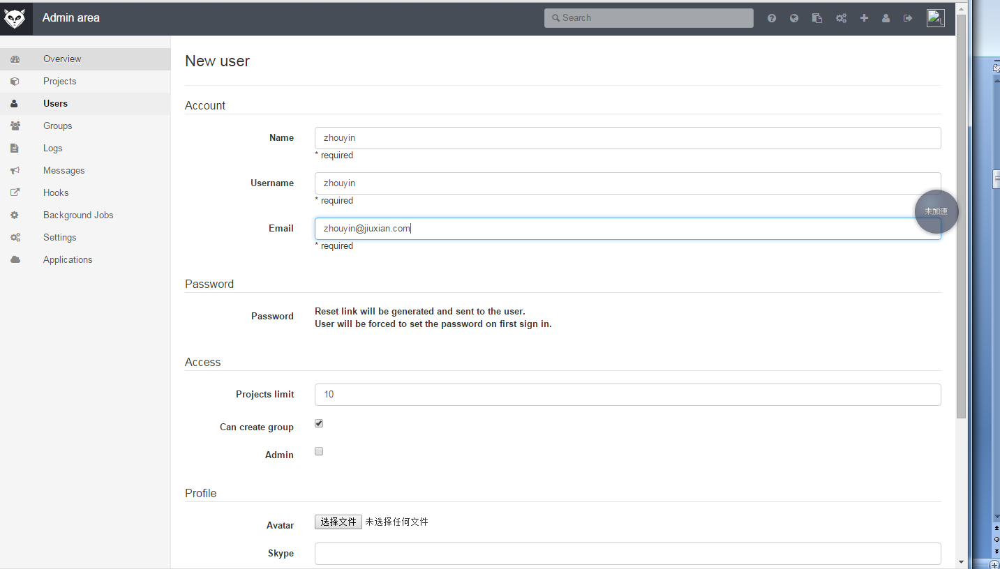 Admin area
Search
Overview
Projects
Users
Groups
Logs
Messages
Hooks
Background Jobs
Settings
Applications
New user
Account
Name
zhouyin
* required
Username
zhouyin
* required
Email
zhouyin@jiuxian.com
* required
未加速
Password
Password
Reset link will be generated and sent to the user.
User will be forced to set the password on first sign in.
Access
Projects limit
10
Can create group
Admin
Profile
Avatar
选择文件 未选择任何文件
Skype